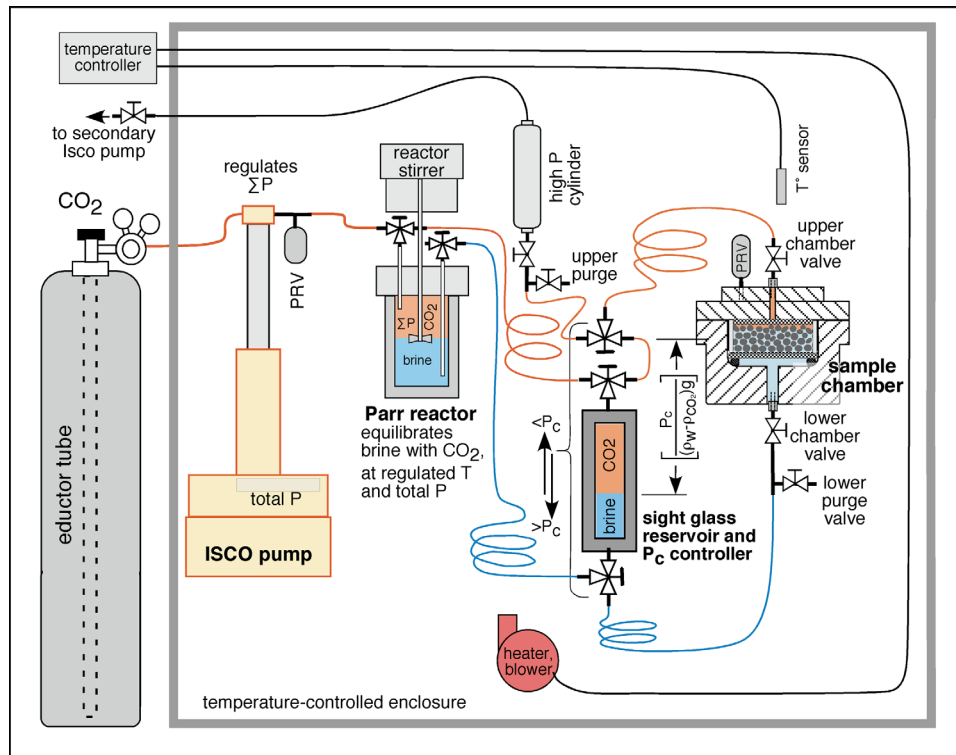 temperature
controller
to secondary
Isco pump
regulates
ΣP
CO2
PRV
reactor
stirrer
high P
cylinder
T° sensor
upper purge
upper
chamber
valve
PRV
ΣP
CO2
brine
sample
chamber
Parr reactor
equilibrates
brine with CO2,
at regulated T
and total P
<Pc
>Pc
CO2
brine
Pc
(ρw-ρCO2)g
lower
chamber
valve
lower
purge
valve
sight glass
reservoir and
Pc controller
eductor tube
total P
ISCO pump
heater,
blower
temperature-controlled enclosure